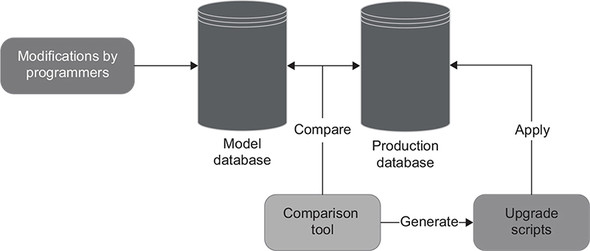 Modifications by
programmers
Model
database
Compare
Production
database
Apply
Comparison
tool
Generate
Upgrade
scripts